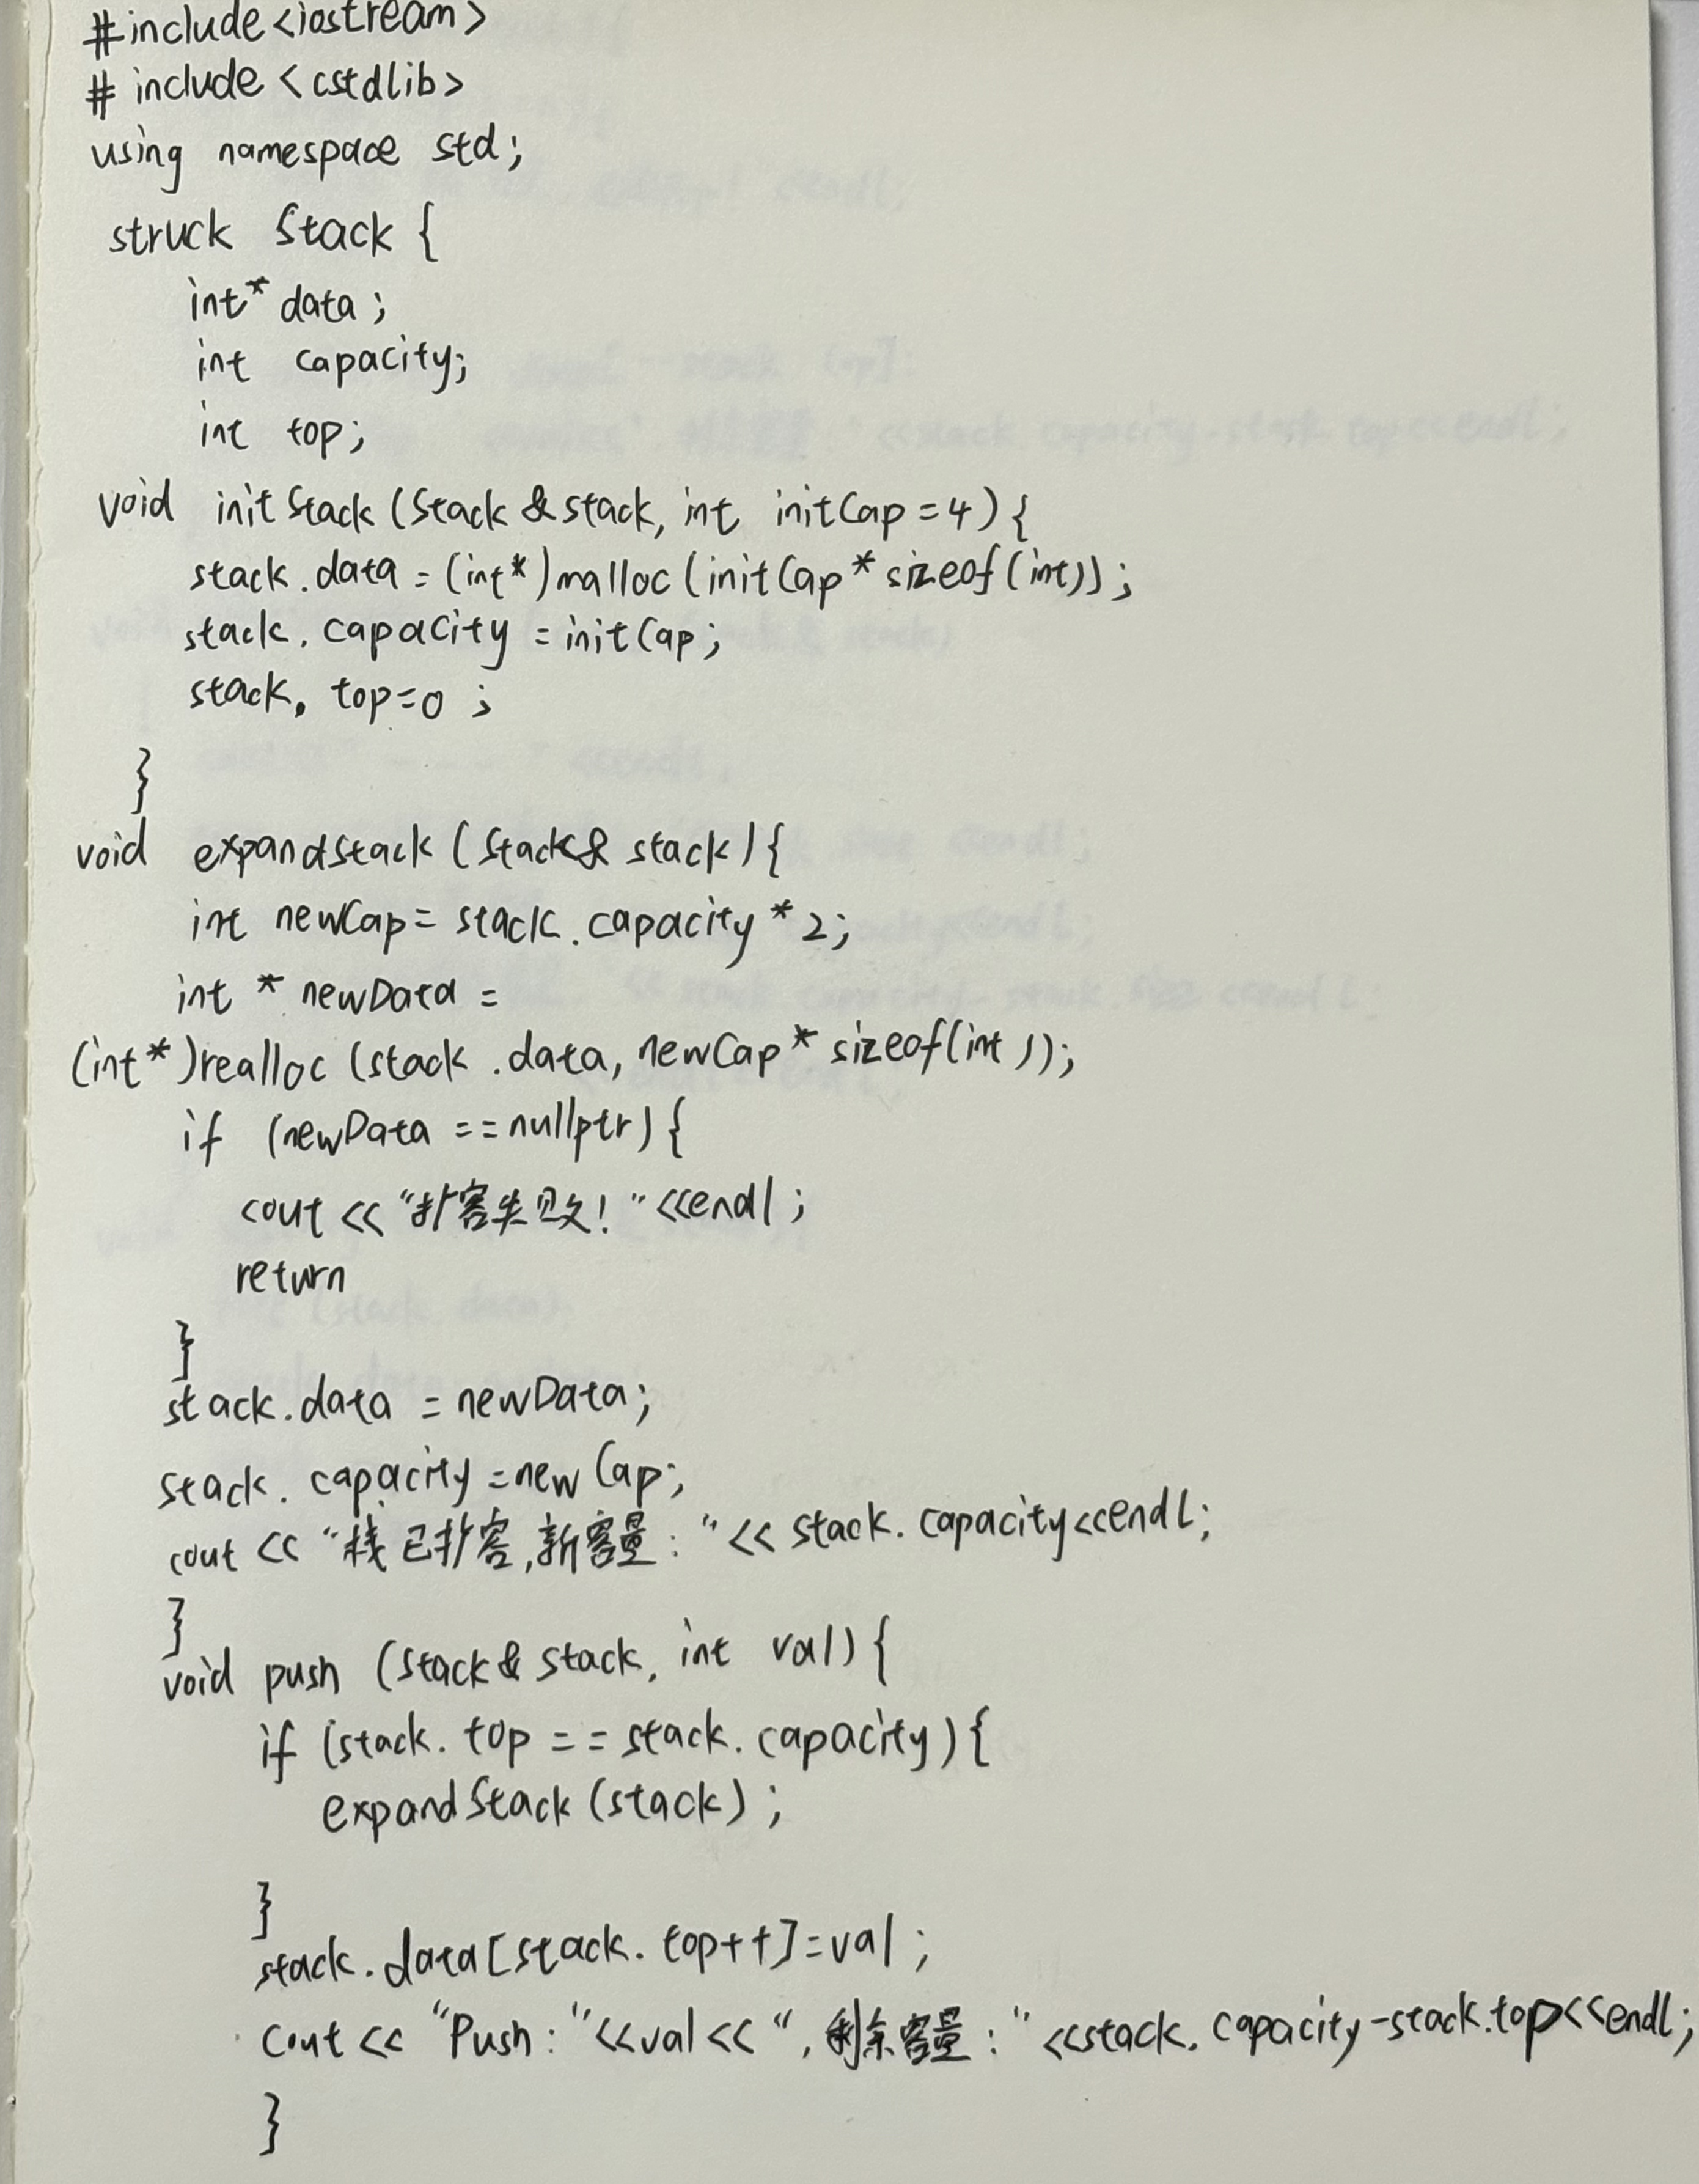 #include<iostream>
# include <cstdlib>
using namespace std;
struck Stack {
int* data;
int capacity;
int top;
void initStack (Stack & stack, int initCap = 4) {
stack.data = (int*)malloc (initCap * sizeof(int));
stack. capacity = initCap;
stack. top=0 ;
}
void expandstack (Stack& stack){
int newCap= stack. capacity * 2;
int * newData =
(int*)realloc (stack .data, newCap * sizeof(int ));
if (newData == nullptr) {
cout << "扩容失败! " <<endl ;
return
}
stack.data = newData;
stack. capacity =newCap;
cout << "栈已扩容,新容量: " << stack. capacity<<endl;
}
void push (Stack& stack, int val) {
if (stack. top == stack. capacity) {
expandStack (stack) ;
}
stack.data[stack. top++]=val ;
Cout << "Push: "<<val<< ", 剩余容量: " <<stack. capacity-stack.top<<endl;
}